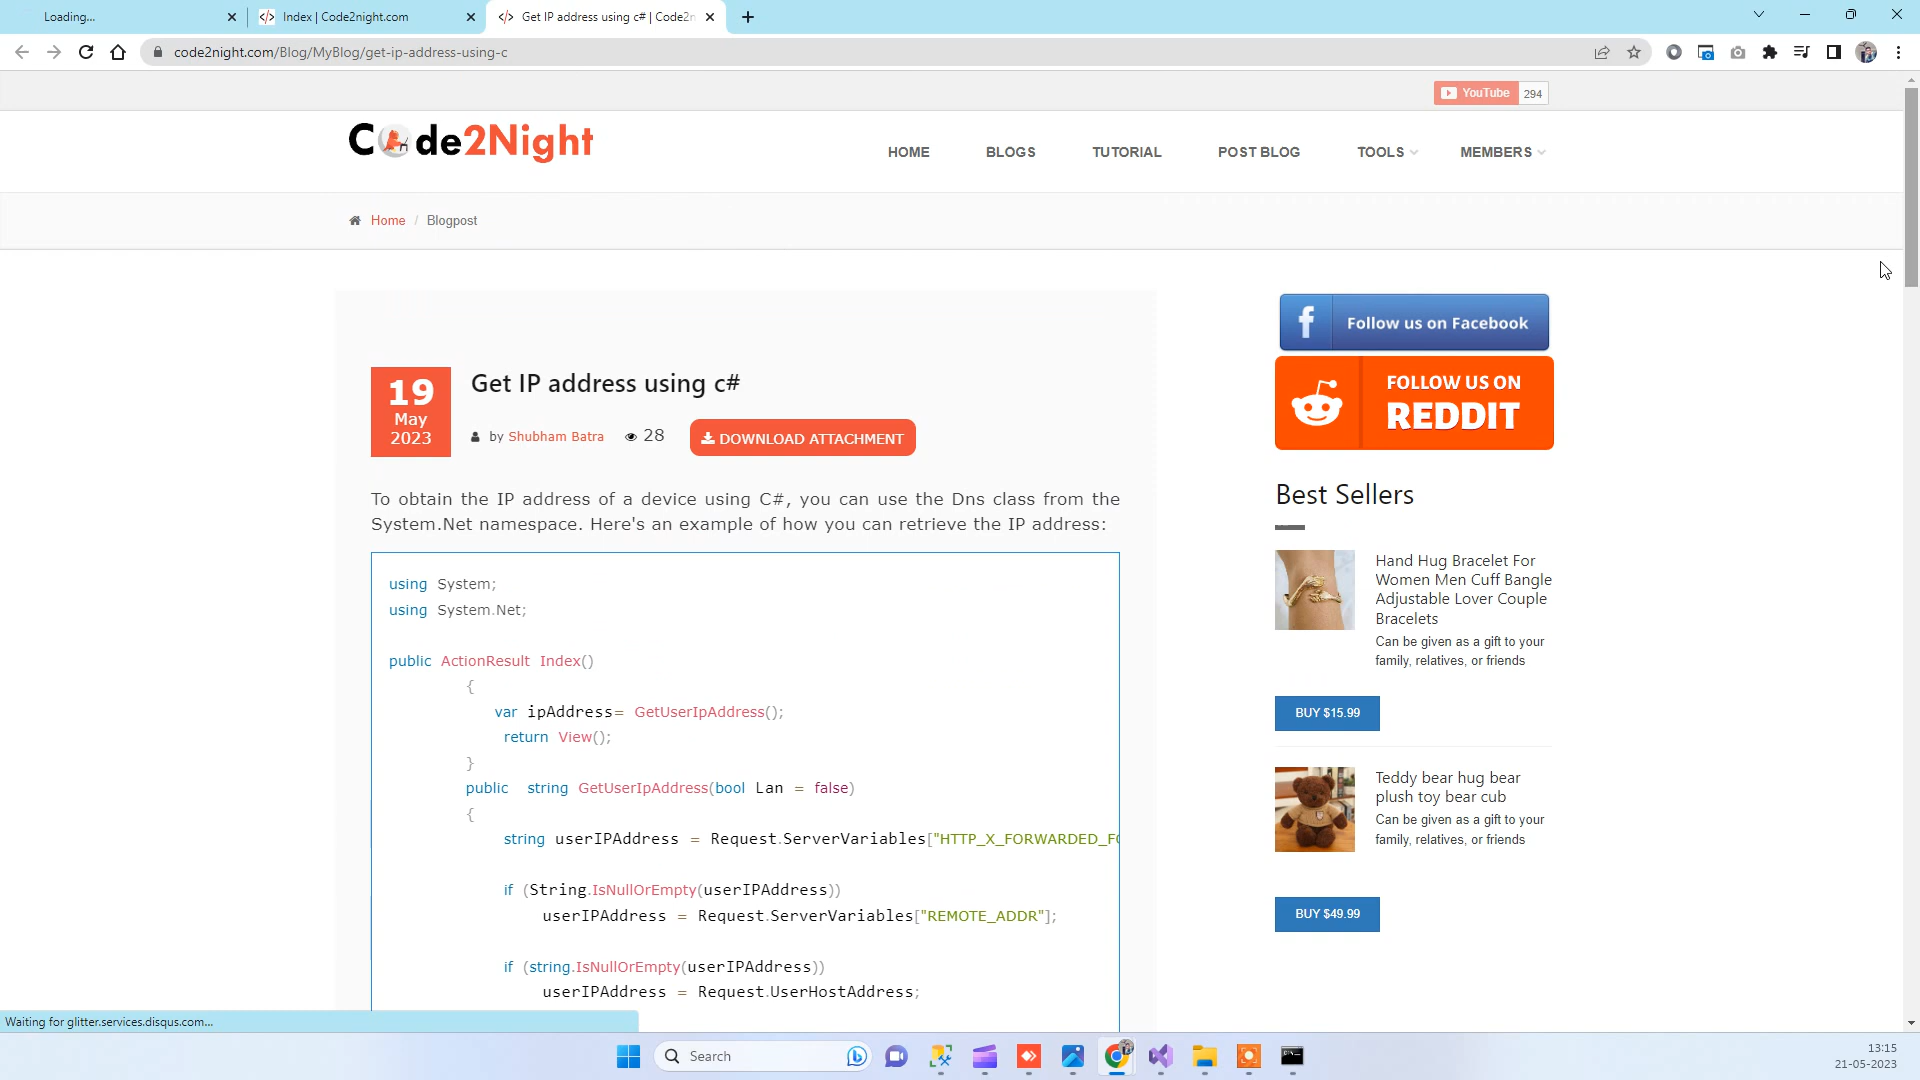 Loading...
Index | Code2night.com
Get IP address using c# | Code2n
code2night.com/Blog/MyBlog/get-ip-address-using-c
YouTube 294
Code2Night
HOME BLOGS TUTORIAL POST BLOG TOOLS MEMBERS
Home / Blogpost
19
May
2023
Get IP address using c#
by Shubham Batra 28 DOWNLOAD ATTACHMENT
To obtain the IP address of a device using C#, you can use the Dns class from the
System.Net namespace. Here's an example of how you can retrieve the IP address:
using System;
using System.Net;
public ActionResult Index()
{
var ipAddress= GetUserIpAddress();
return View();
}
public string GetUserIpAddress(bool Lan = false)
{
string userIPAddress = Request.ServerVariables["HTTP_X_FORWARDED_FO
if (String.IsNullOrEmpty(userIPAddress))
userIPAddress = Request.ServerVariables["REMOTE_ADDR"];
if (string.IsNullOrEmpty(userIPAddress))
userIPAddress = Request.UserHostAddress;
f Follow us on Facebook
FOLLOW US ON
REDDIT
Best Sellers
Hand Hug Bracelet For
Women Men Cuff Bangle
Adjustable Lover Couple
Bracelets
Can be given as a gift to your
family, relatives, or friends
BUY $15.99
Teddy bear hug bear
plush toy bear cub
Can be given as a gift to your
family, relatives, or friends
BUY $49.99
Waiting for glitter.services.disqus.com...
Search
13:15
21-05-2023